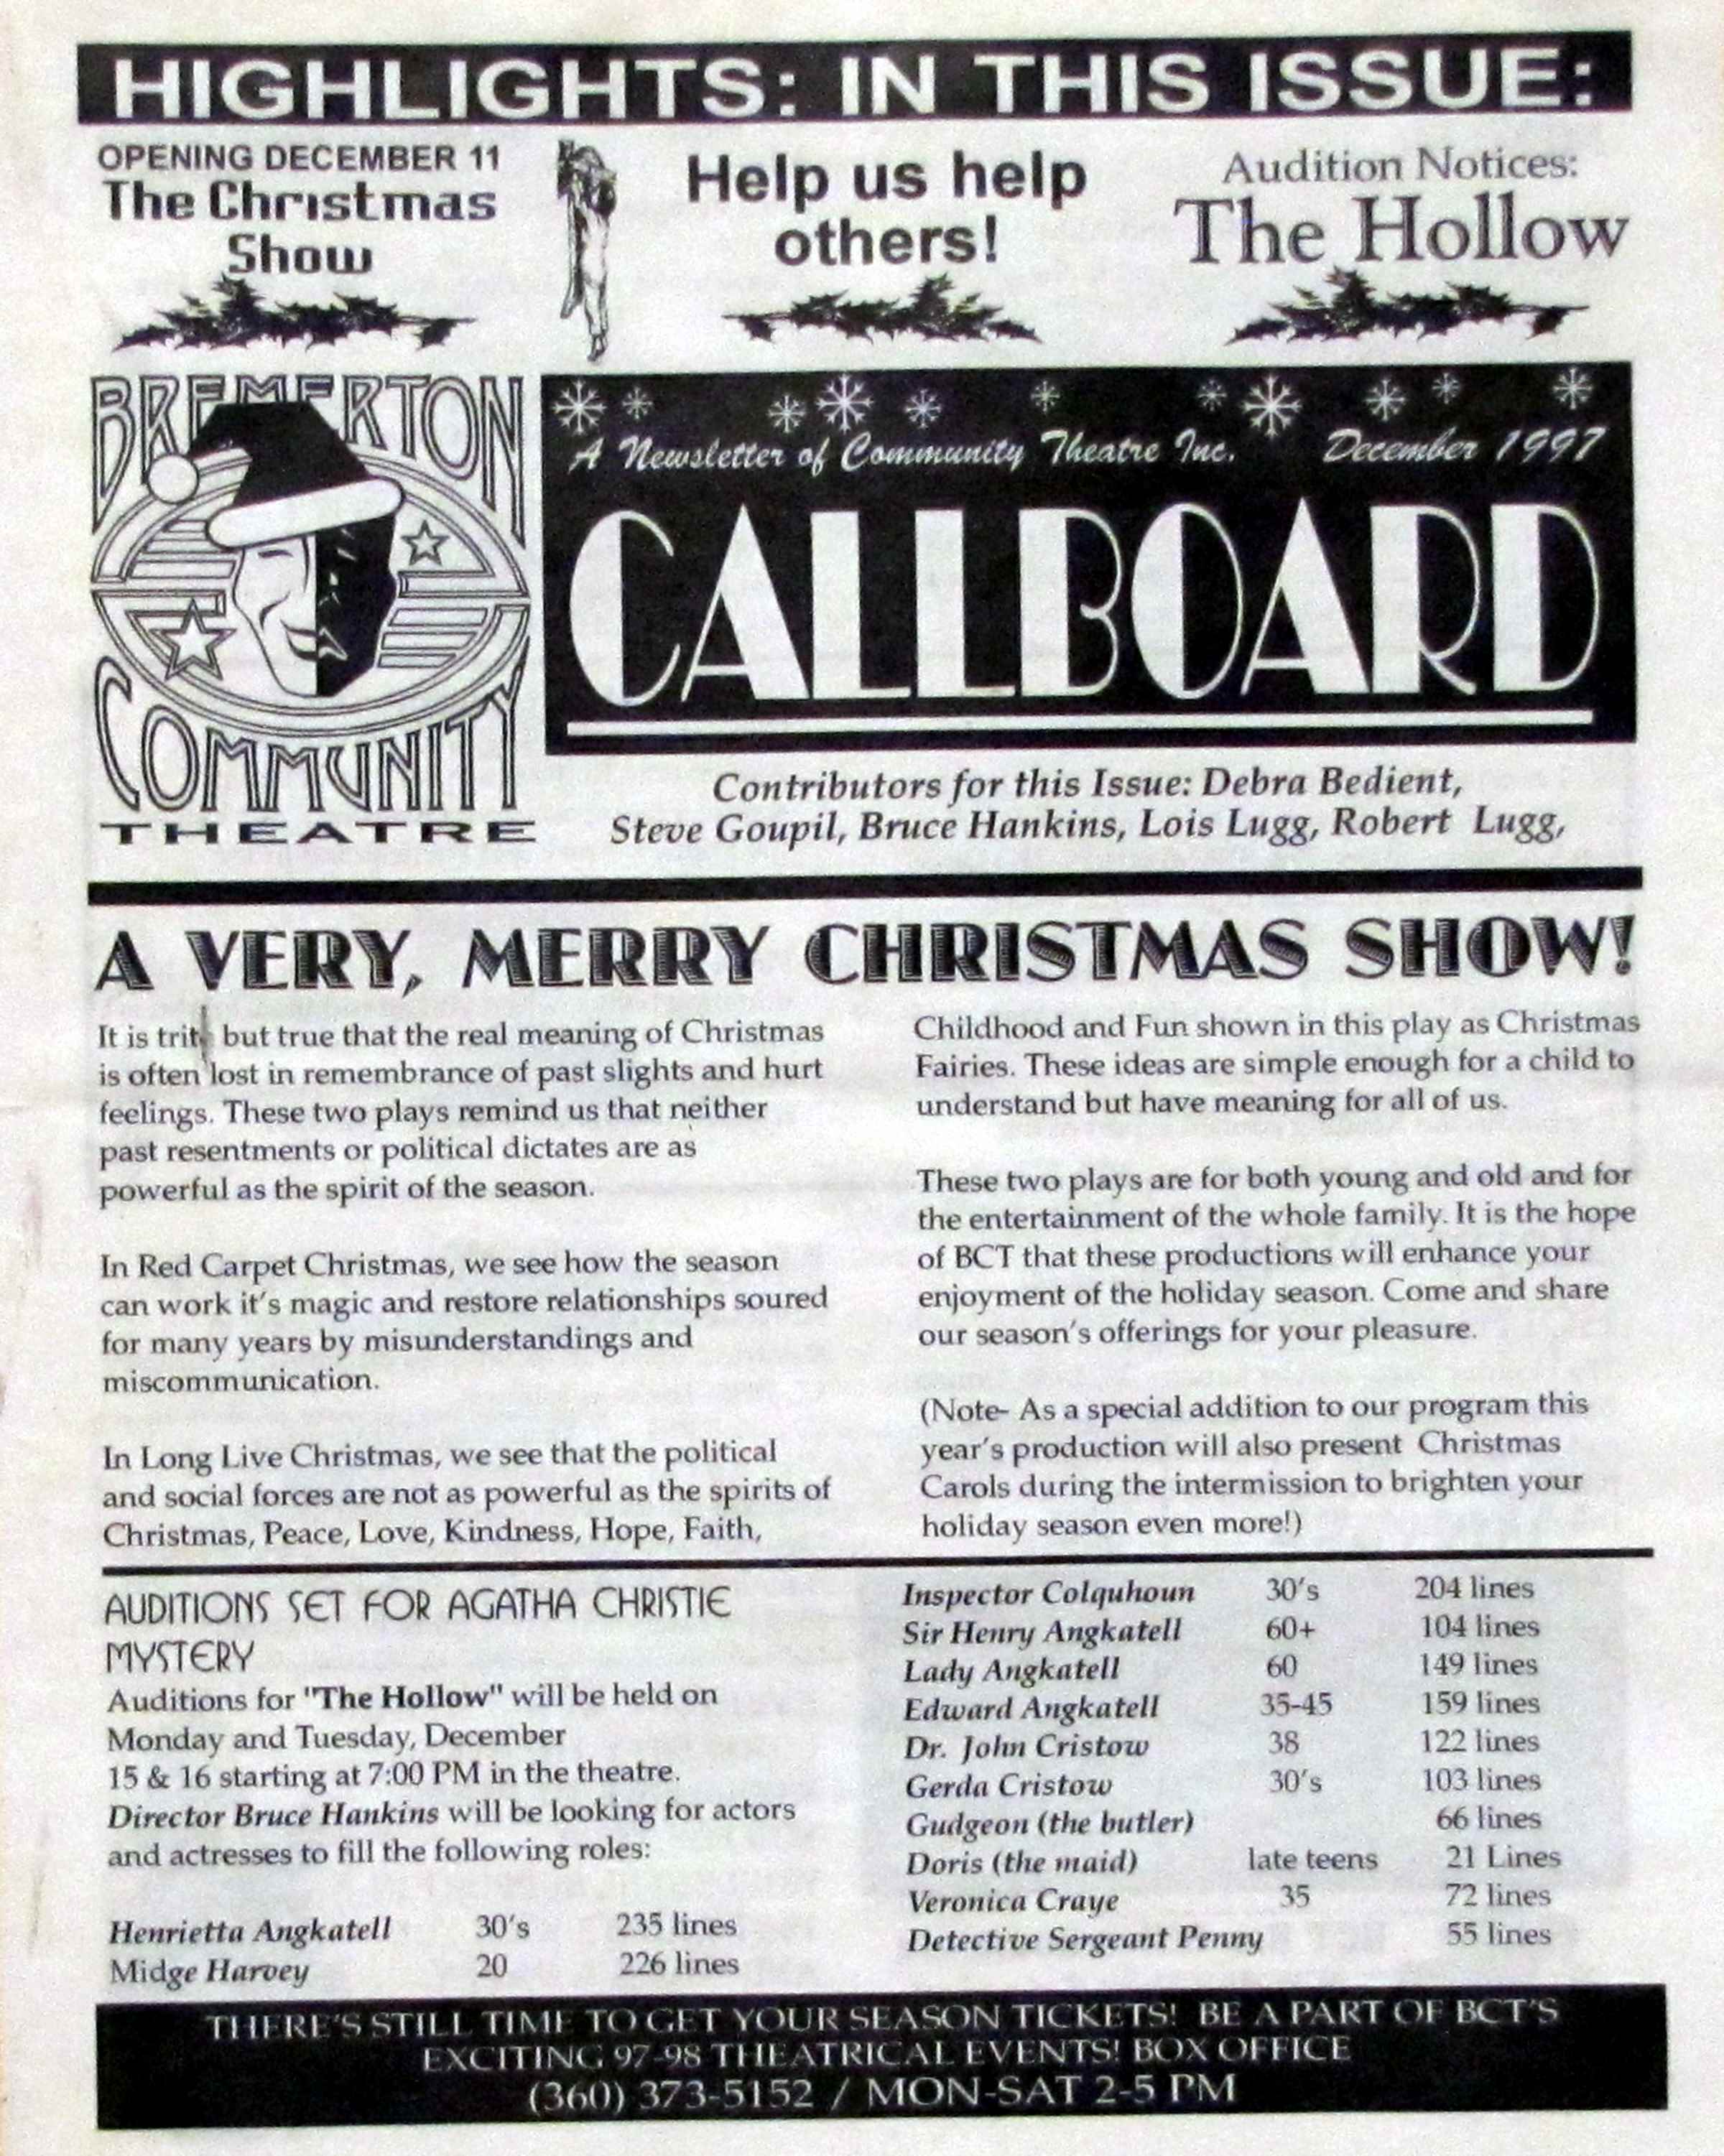 HIGHLIGHTS: IN THIS ISSUE:
OPENING DECEMBER 11
The Christmas
Show
Help us help
others!
Audition Notices:
The Hollow
BREMERTON
COMMUNITY
THEATRE
A Newsletter of Community Theatre Inc. December 1997
CALLBOARD
Contributors for this Issue: Debra Bedient,
Steve Goupil, Bruce Hankins, Lois Lugg, Robert Lugg,
A VERY, MERRY CHRISTMAS SHOW!
It is trite but true that the real meaning of Christmas
is often lost in remembrance of past slights and hurt
feelings. These two plays remind us that neither
past resentments or political dictates are as
powerful as the spirit of the season.
In Red Carpet Christmas, we see how the season
can work it's magic and restore relationships soured
for many years by misunderstandings and
miscommunication.
In Long Live Christmas, we see that the political
and social forces are not as powerful as the spirits of
Christmas, Peace, Love, Kindness, Hope, Faith,
Childhood and Fun shown in this play as Christmas
Fairies. These ideas are simple enough for a child to
understand but have meaning for all of us.
These two plays are for both young and old and for
the entertainment of the whole family. It is the hope
of BCT that these productions will enhance your
enjoyment of the holiday season. Come and share
our season's offerings for your pleasure.
(Note- As a special addition to our program this
year's production will also present Christmas
Carols during the intermission to brighten your
holiday season even more!)
AUDITIONS SET FOR AGATHA CHRISTIE
MYSTERY
Auditions for "The Hollow" will be held on
Monday and Tuesday, December
15 & 16 starting at 7:00 PM in the theatre.
Director Bruce Hankins will be looking for actors
and actresses to fill the following roles:
Henrietta Angkatell 30's 235 lines
Midge Harvey 20 226 lines
Inspector Colquhoun 30's 204 lines
Sir Henry Angkatell 60+ 104 lines
Lady Angkatell 60 149 lines
Edward Angkatell 35-45 159 lines
Dr. John Cristow 38 122 lines
Gerda Cristow 30's 103 lines
Gudgeon (the butler) 66 lines
Doris (the maid) late teens 21 Lines
Veronica Craye 35 72 lines
Detective Sergeant Penny 55 lines
THERE'S STILL TIME TO GET YOUR SEASON TICKETS! BE A PART OF BCT'S
EXCITING 97-98 THEATRICAL EVENTS! BOX OFFICE
(360) 373-5152 / MON-SAT 2-5 PM